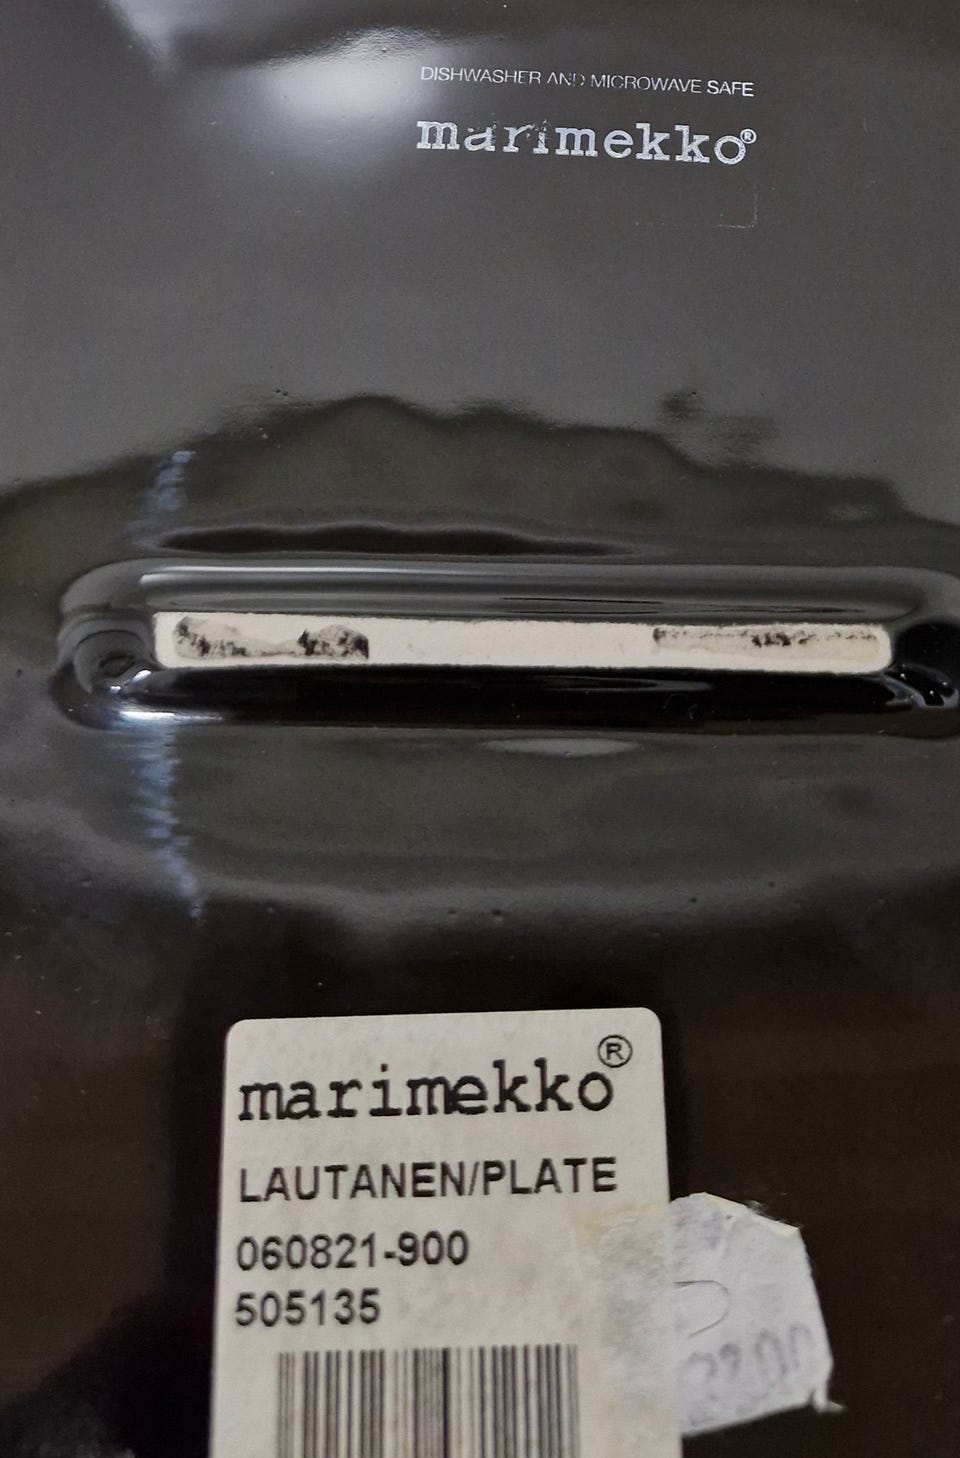 DISHWASHER AND MICROWAVE SAFE
marimekko®
marimekko®
LAUTANEN/PLATE
060821-900
505135